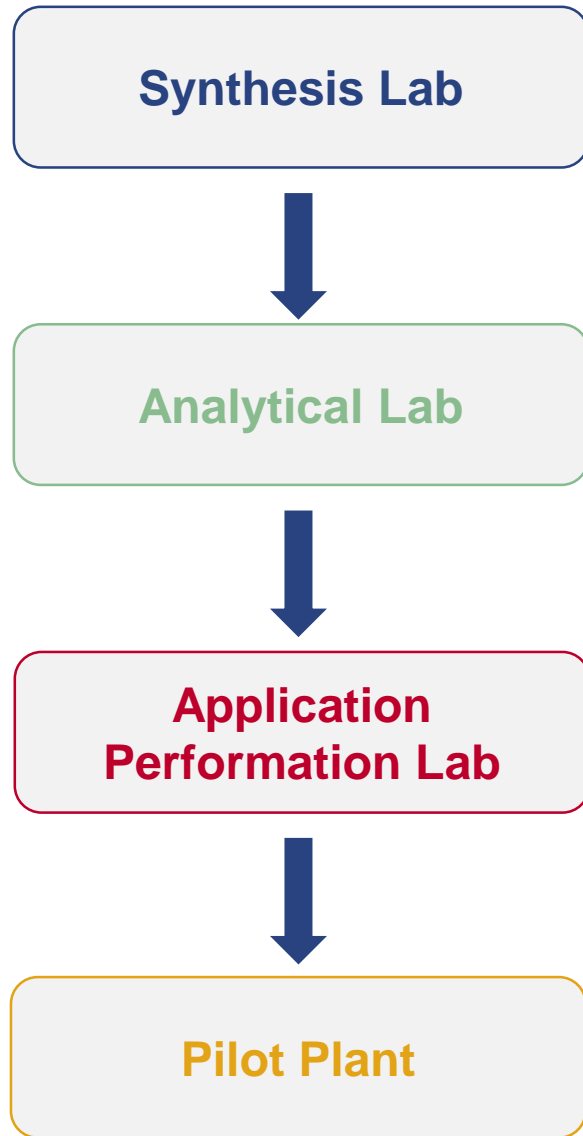 Synthesis Lab
Analytical Lab
Application
Performation Lab
Pilot Plant